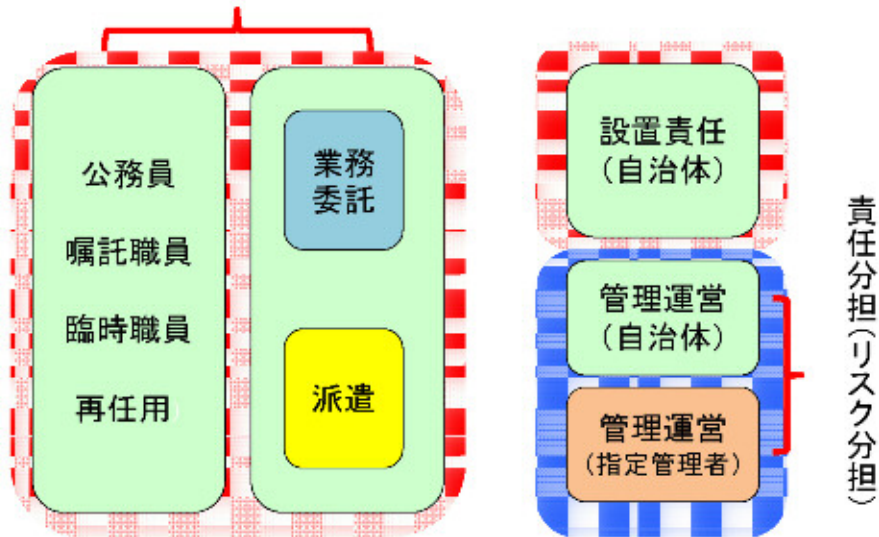 公務員
嘱託職員
臨時職員
再任用
業務
委託
派遣
設置責任
（自治体）
管理運営
（自治体）
管理運営
（指定管理者）
責任分担（リスク分担）